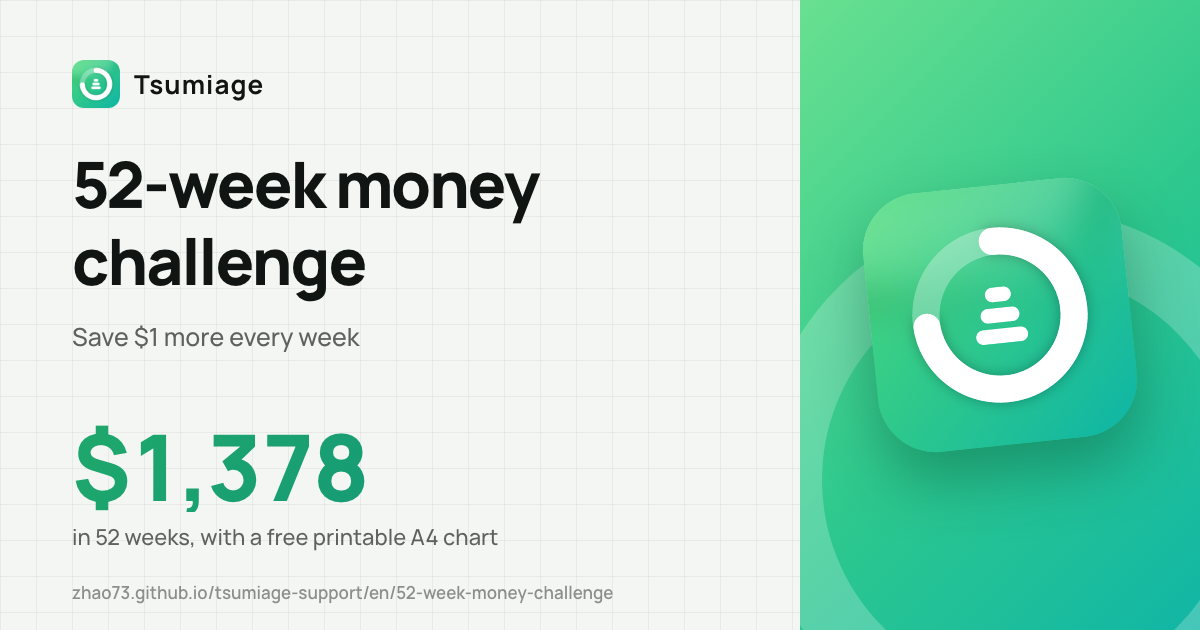 Tsumiage
52-week money
challenge
Save $1 more every week
$1,378
in 52 weeks, with a free printable A4 chart
zhao73.github.io/tsumiage-support/en/52-week-money-challenge